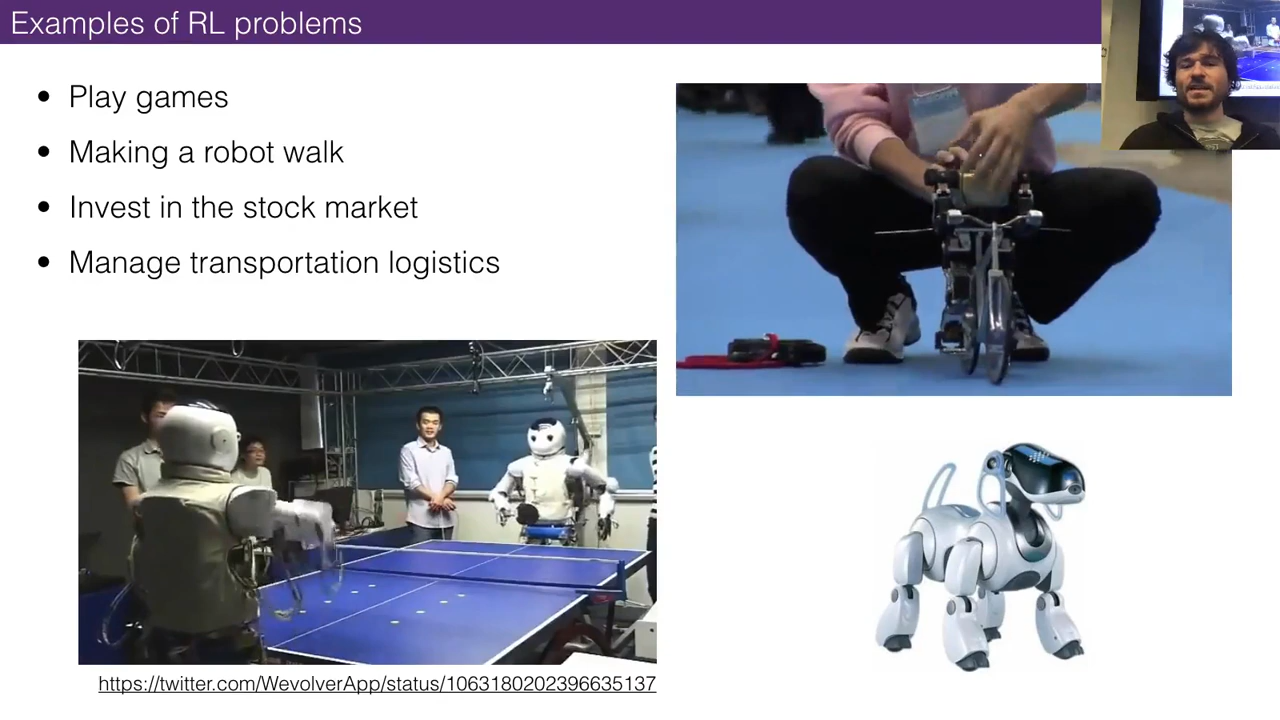 Examples of RL problems
• Play games
• Making a robot walk
• Invest in the stock market
• Manage transportation logistics
https://twitter.com/WevolverApp/status/1063180202396635137